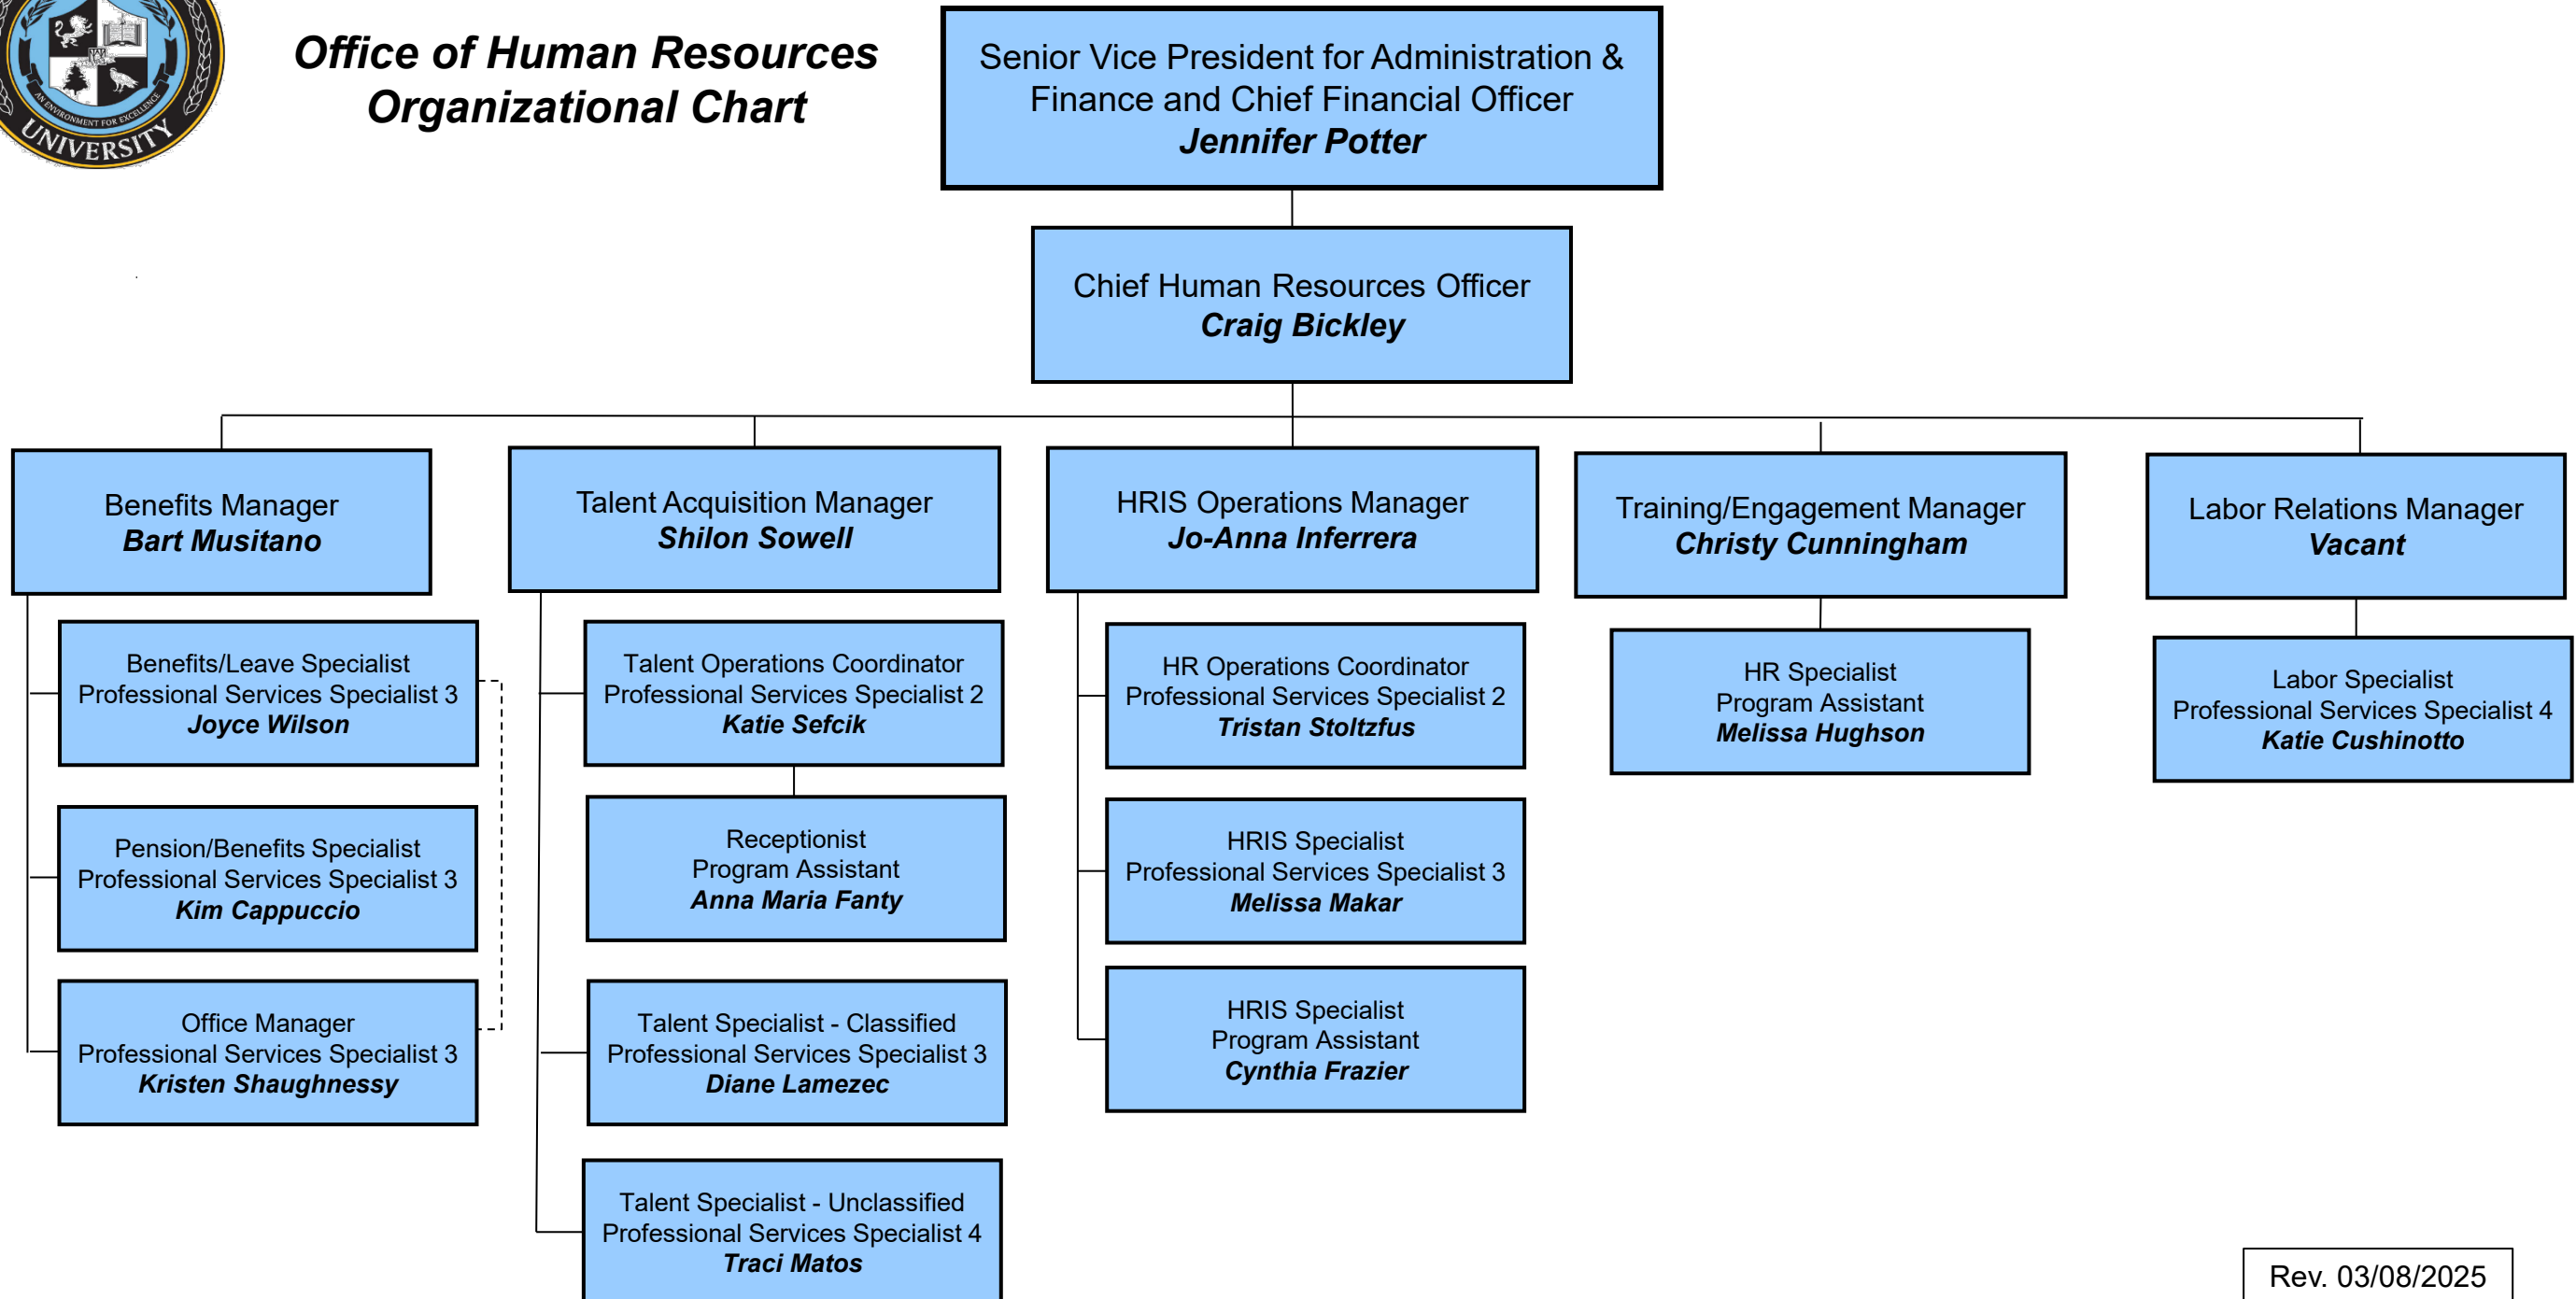 AN ENVIRONMENT FOR EXCELLENCE
UNIVERSITY
Office of Human Resources
Organizational Chart
Senior Vice President for Administration &
Finance and Chief Financial Officer
Jennifer Potter
Chief Human Resources Officer
Craig Bickley
Benefits Manager
Bart Musitano
Benefits/Leave Specialist
Professional Services Specialist 3
Joyce Wilson
Pension/Benefits Specialist
Professional Services Specialist 3
Kim Cappuccio
Office Manager
Professional Services Specialist 3
Kristen Shaughnessy
Talent Acquisition Manager
Shilon Sowell
Talent Operations Coordinator
Professional Services Specialist 2
Katie Sefcik
Receptionist
Program Assistant
Anna Maria Fanty
Talent Specialist - Classified
Professional Services Specialist 3
Diane Lamezec
Talent Specialist - Unclassified
Professional Services Specialist 4
Traci Matos
HRIS Operations Manager
Jo-Anna Inferrera
HR Operations Coordinator
Professional Services Specialist 2
Tristan Stoltzfus
HRIS Specialist
Professional Services Specialist 3
Melissa Makar
HRIS Specialist
Program Assistant
Cynthia Frazier
Training/Engagement Manager
Christy Cunningham
HR Specialist
Program Assistant
Melissa Hughson
Labor Relations Manager
Vacant
Labor Specialist
Professional Services Specialist 4
Katie Cushinotto
Rev. 03/08/2025